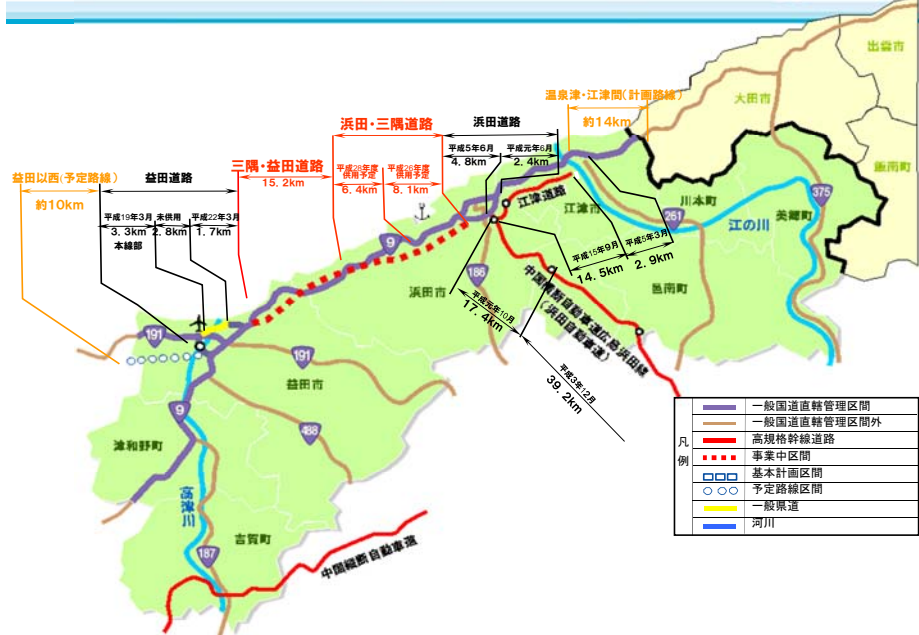 出雲市
温泉津・江津間(計画路線)
約14km
大田市
飯南町
浜田・三隅道路
浜田道路
平成5年6月
4.8km
平成元年6月
2.4km
三隅・益田道路
15.2km
平成28年度
供用予定
6.4km
平成26年度
供用予定
8.1km
益田以西(予定路線)
約10km
益田道路
平成19年3月
3.3km
本線部
未供用
2.8km
平成22年3月
1.7km
江津道路
江津市
川本町
261
江の川
美郷町
375
9
186
浜田市
平成15年9月
14.5km
平成5年3月
2.9km
邑南町
平成元年10月
17.4km
中国横断自動車道広島浜田線
(浜田自動車道)
平成3年12月
39.2km
191
191
益田市
9
488
津和野町
高津川
吉賀町
187
中国縦断自動車道
凡例
一般国道直轄管理区間
一般国道直轄管理区間外
高規格幹線道路
事業中区間
基本計画区間
予定路線区間
一般県道
河川